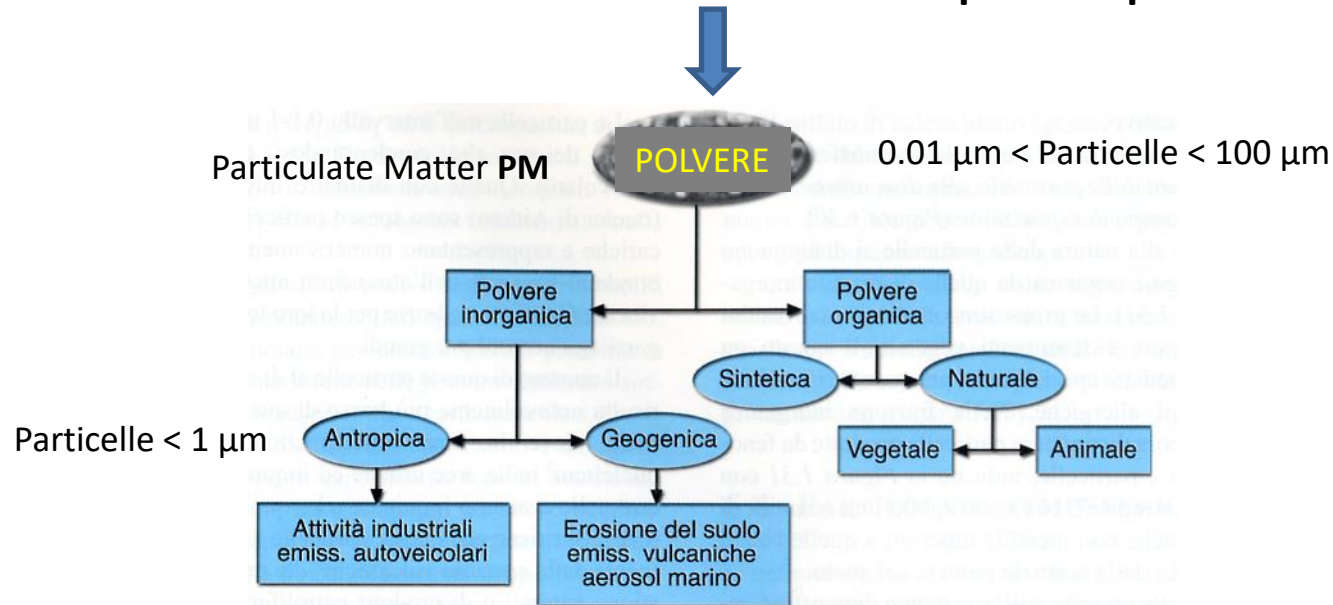 Particulate Matter PM
POLVERE
0.01 µm < Particelle < 100 µm
Polvere
inorganica
Polvere
organica
Sintetica
Naturale
Particelle < 1 µm
Antropica
Geogenica
Vegetale
Animale
Attività industriali
emiss. autoveicolari
Erosione del suolo
emiss. vulcaniche
aerosol marino